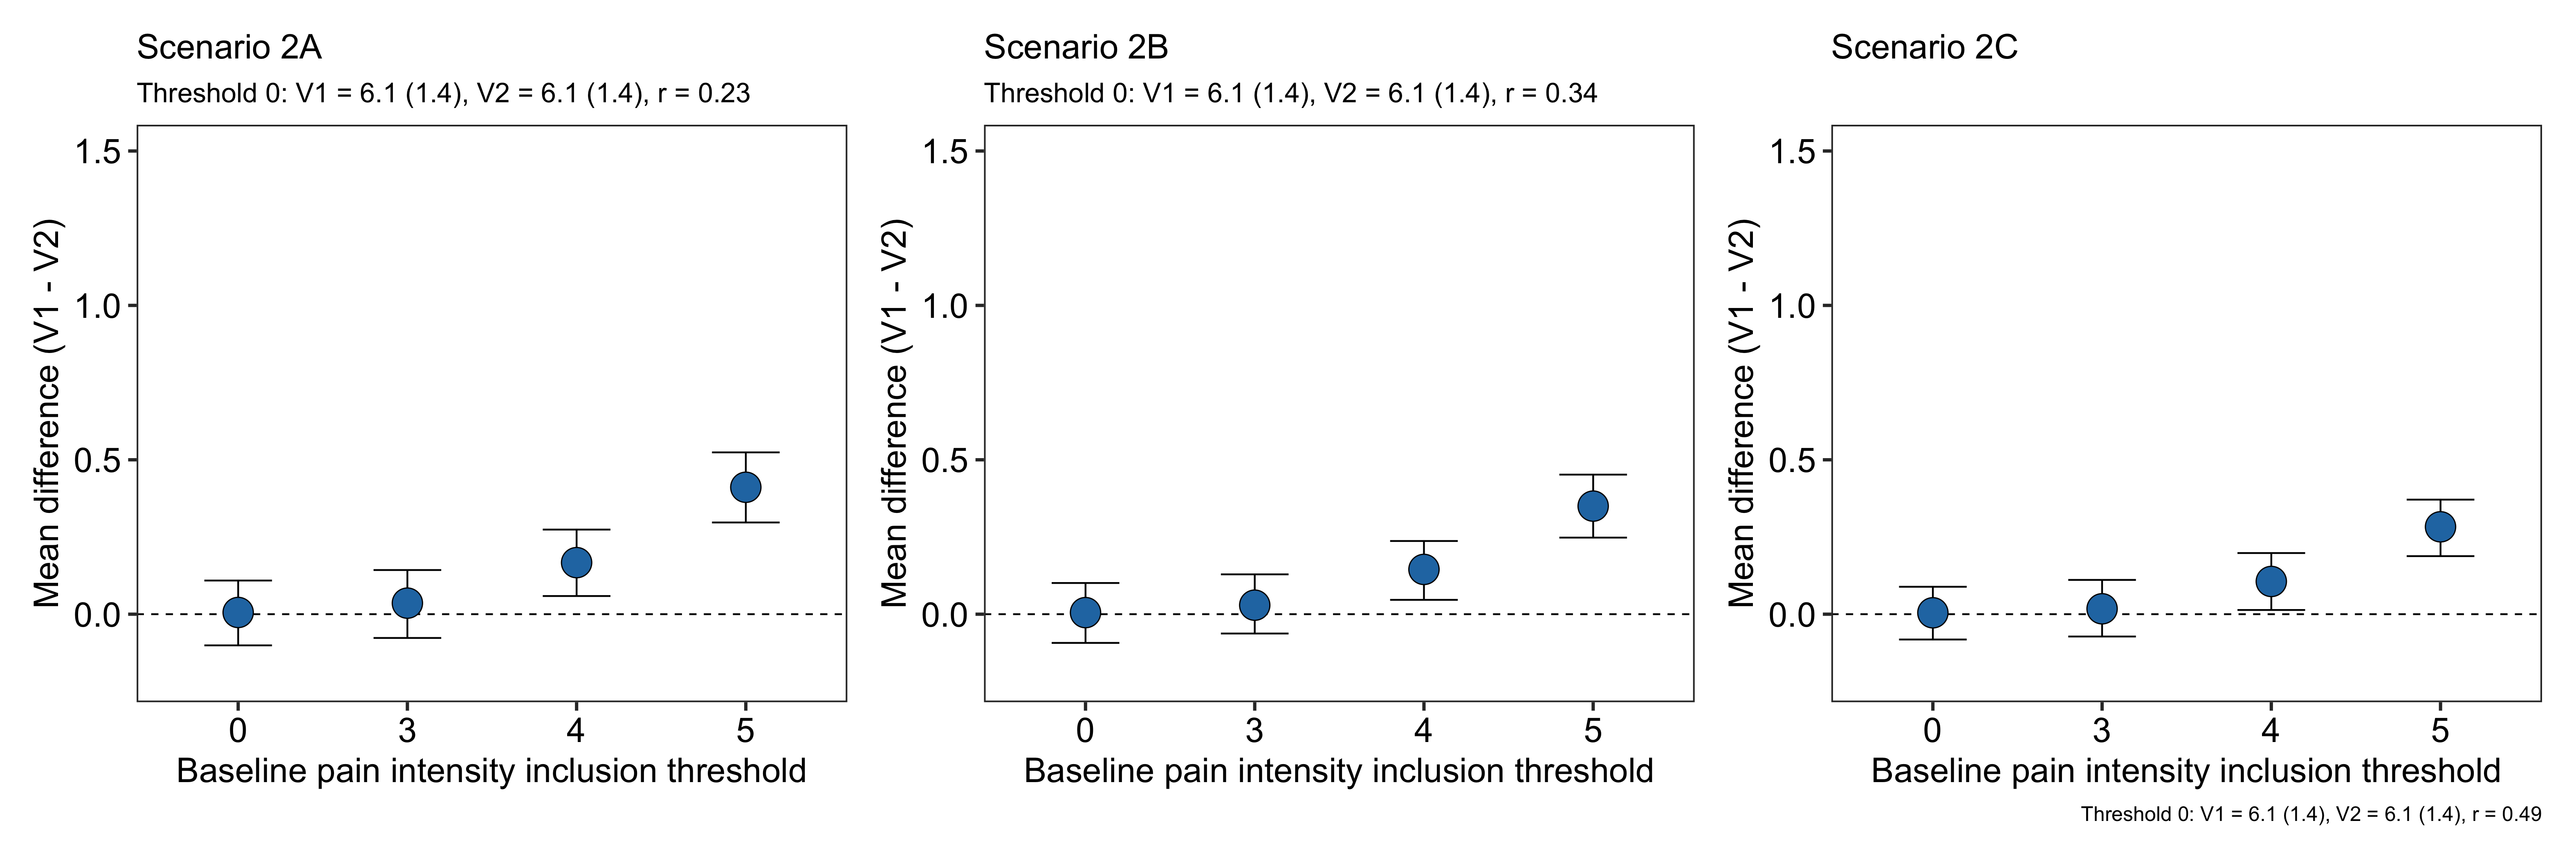 Scenario 2A
Threshold 0: V1 = 6.1 (1.4), V2 = 6.1 (1.4), r = 0.23
1.5
1.0
0.5
0.0
Mean difference (V1 - V2)
0 3 4 5
Baseline pain intensity inclusion threshold
Scenario 2B
Threshold 0: V1 = 6.1 (1.4), V2 = 6.1 (1.4), r = 0.34
1.5
1.0
0.5
0.0
Mean difference (V1 - V2)
0 3 4 5
Baseline pain intensity inclusion threshold
Scenario 2C
1.5
1.0
0.5
0.0
Mean difference (V1 - V2)
0 3 4 5
Baseline pain intensity inclusion threshold
Threshold 0: V1 = 6.1 (1.4), V2 = 6.1 (1.4), r = 0.49